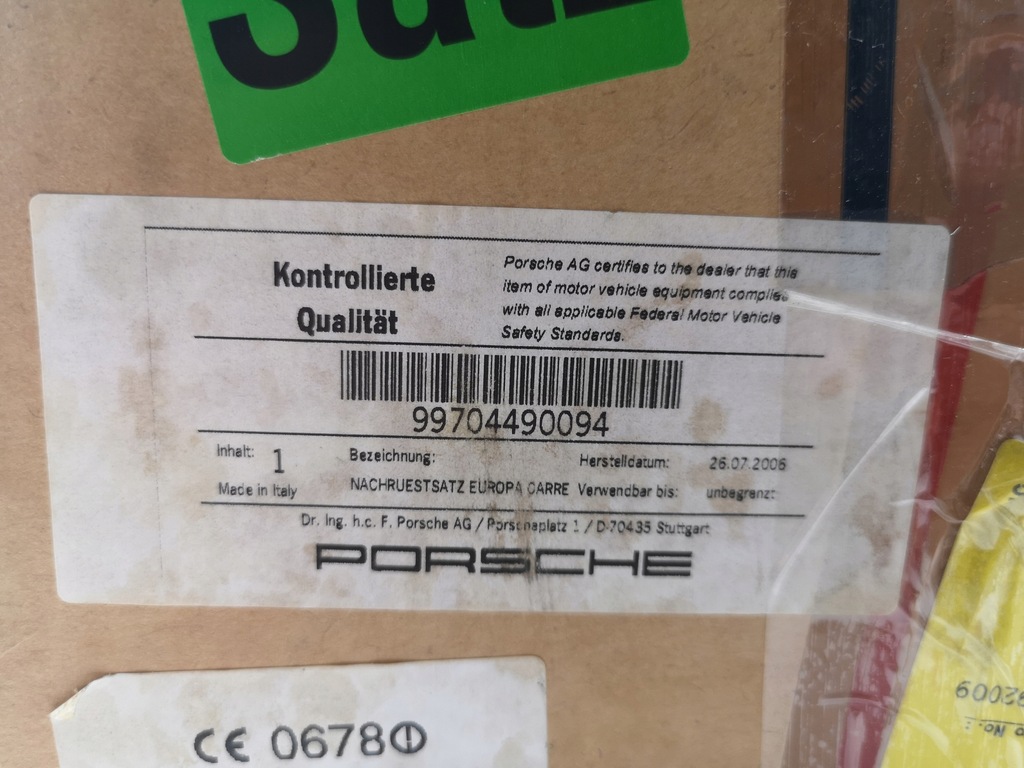 Satz
Kontrollierte
Qualität
Porsche AG certifies to the dealer that this
item of motor vehicle equipment complies
with all applicable Federal Motor Vehicle
Safety Standards.
99704490094
Inhalt: 1
Bezeichnung:
Herstelldatum: 26.07.2006
Made in Italy
NACHRUESTSATZ EUROPA CARRE
Verwendbar bis: unbegrenzt
Dr. Ing. h.c. F. Porsche AG / Porscheplatz 1 / D-70435 Stuttgart
PORSCHE
CE 0678